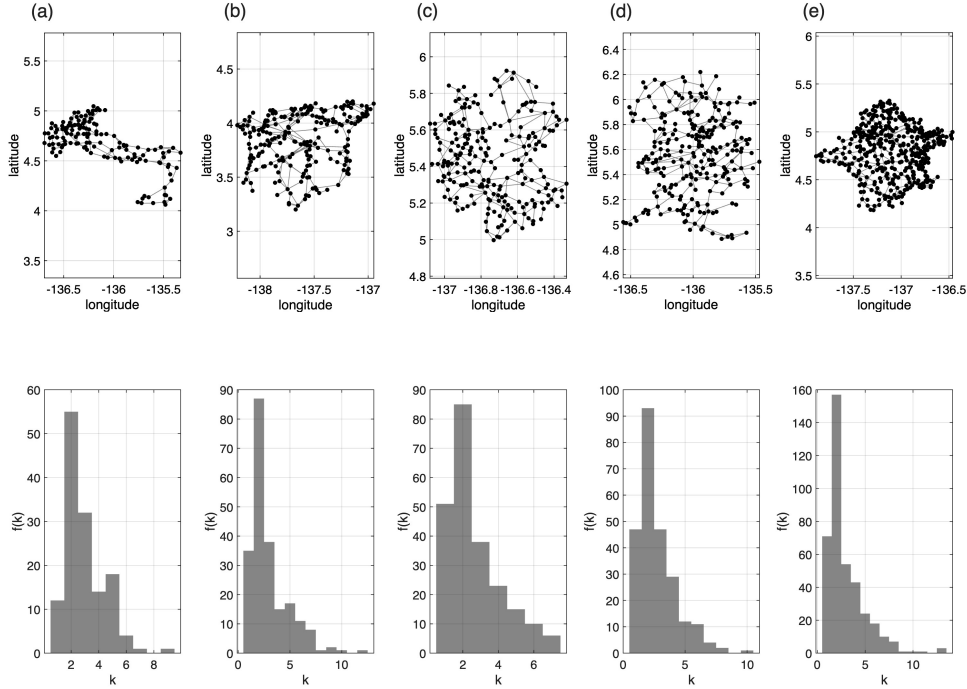 (a) (b) (c) (d) (e)
5.5
5
4.5
4
3.5
latitude
-136.5 -136 -135.5
longitude
4.5
4
3.5
3
latitude
-138 -137.5 -137
longitude
6
5.8
5.6
5.4
5.2
5
4.8
latitude
-137 -136.8 -136.6 -136.4
longitude
6.4
6.2
6
5.8
5.6
5.4
5.2
5
4.8
4.6
latitude
-136.5 -136 -135.5
longitude
6
5.5
5
4.5
4
3.5
latitude
-137.5 -137 -136.5
longitude
60
50
40
30
20
10
0
f(k)
2 4 6 8
k
90
80
70
60
50
40
30
20
10
0
f(k)
0 5 10
k
90
80
70
60
50
40
30
20
10
0
f(k)
2 4 6
k
100
90
80
70
60
50
40
30
20
10
0
f(k)
0 5 10
k
160
140
120
100
80
60
40
20
0
f(k)
0 5 10
k